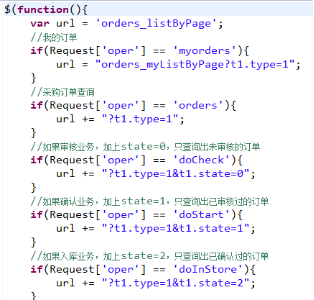 $(function(){
var url = 'orders_listByPage';
//我的订单
if(Request['oper'] == 'myorders'){
url = "orders_myListByPage?t1.type=1";
}
//采购订单查询
if(Request['oper'] == 'orders'){
url += "?t1.type=1";
}
//如果审核业务，加上state=0，只查询出未审核的订单
if(Request['oper'] == 'doCheck'){
url += "?t1.type=1&t1.state=0";
}
//如果确认业务，加上state=1，只查询出已审核过的订单
if(Request['oper'] == 'doStart'){
url += "?t1.type=1&t1.state=1";
}
//如果入库业务，加上state=2，只查询出已确认过的订单
if(Request['oper'] == 'doInStore'){
url += "?t1.type=1&t1.state=2";
}